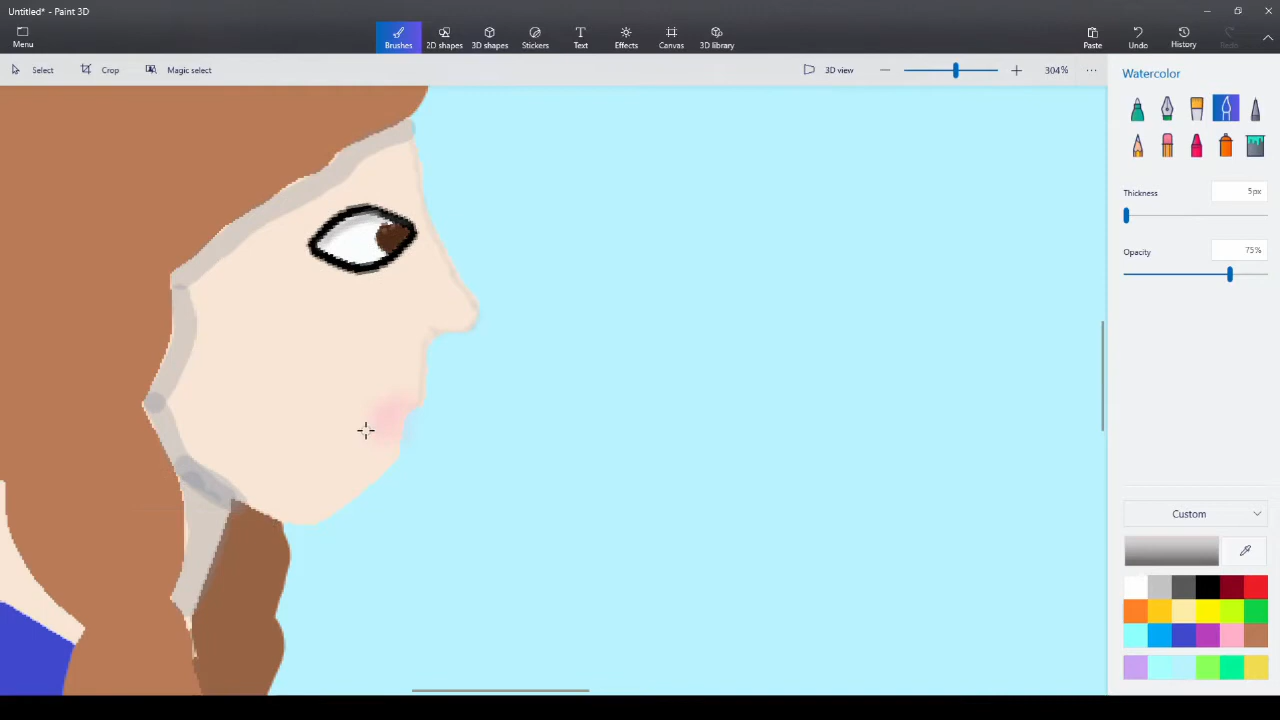 Untitled* - Paint 3D
Menu
Brushes
2D shapes
3D shapes
Stickers
Text
Effects
Canvas
3D library
Paste
Undo
History
Redo
Select
Crop
Magic select
3D view
304%
Watercolor
Thickness
5px
Opacity
75%
Custom